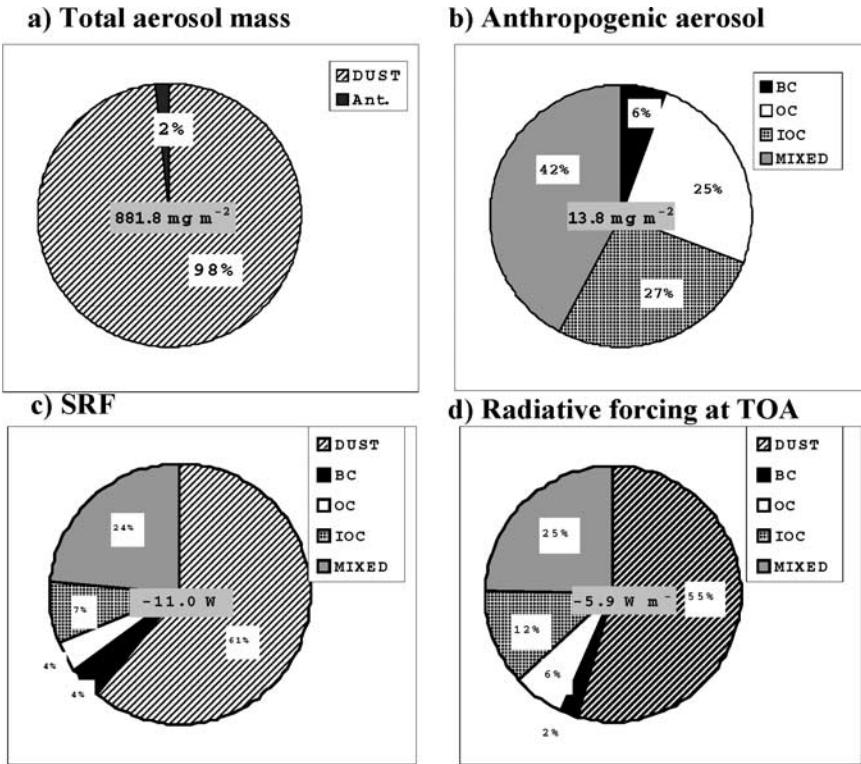 a) Total aerosol mass
DUST
Ant.
2%
881.8 mg m⁻²
98%
b) Anthropogenic aerosol
BC
OC
IOC
MIXED
6%
42%
25%
13.8 mg m⁻²
27%
c) SRF
DUST
BC
OC
IOC
MIXED
24%
-11.0 W
7%
61%
4%
4%
d) Radiative forcing at TOA
DUST
BC
OC
IOC
MIXED
25%
-5.9 W m⁻
55%
12%
6%
2%